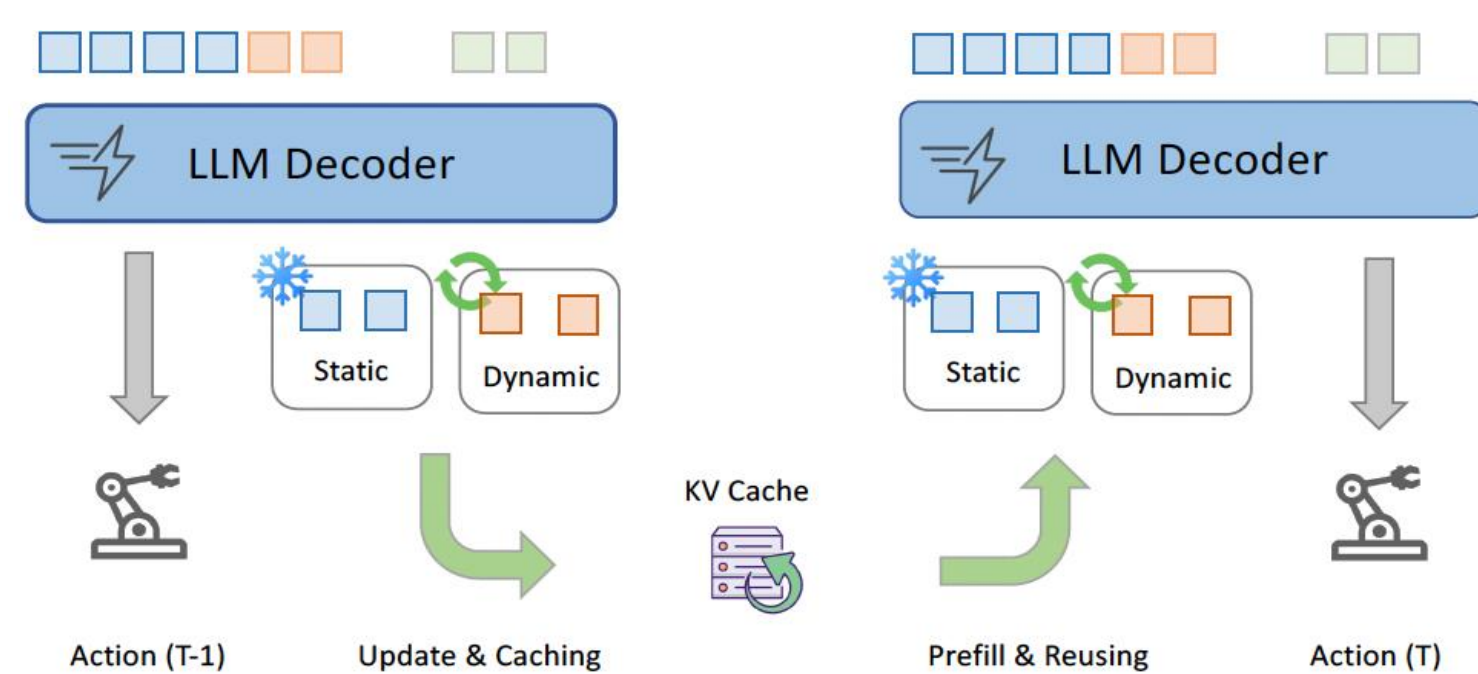 LLM Decoder
LLM Decoder
Static
Dynamic
Static
Dynamic
KV Cache
Action (T-1)
Update & Caching
Prefill & Reusing
Action (T)